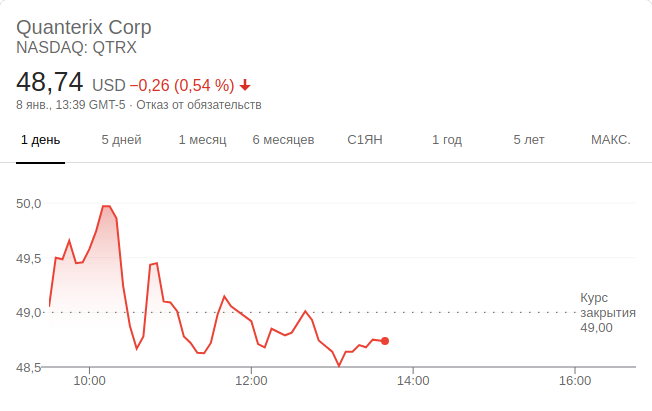 Quanterix Corp
NASDAQ: QTRX
48,74 USD −0,26 (0,54 %) ↓
8 янв., 13:39 GMT-5 · Отказ от обязательств
1 день 5 дней 1 месяц 6 месяцев С1ЯН 1 год 5 лет МАКС.
50,0
49,5
49,0
48,5
Курс
закрытия
49,00
10:00 12:00 14:00 16:00